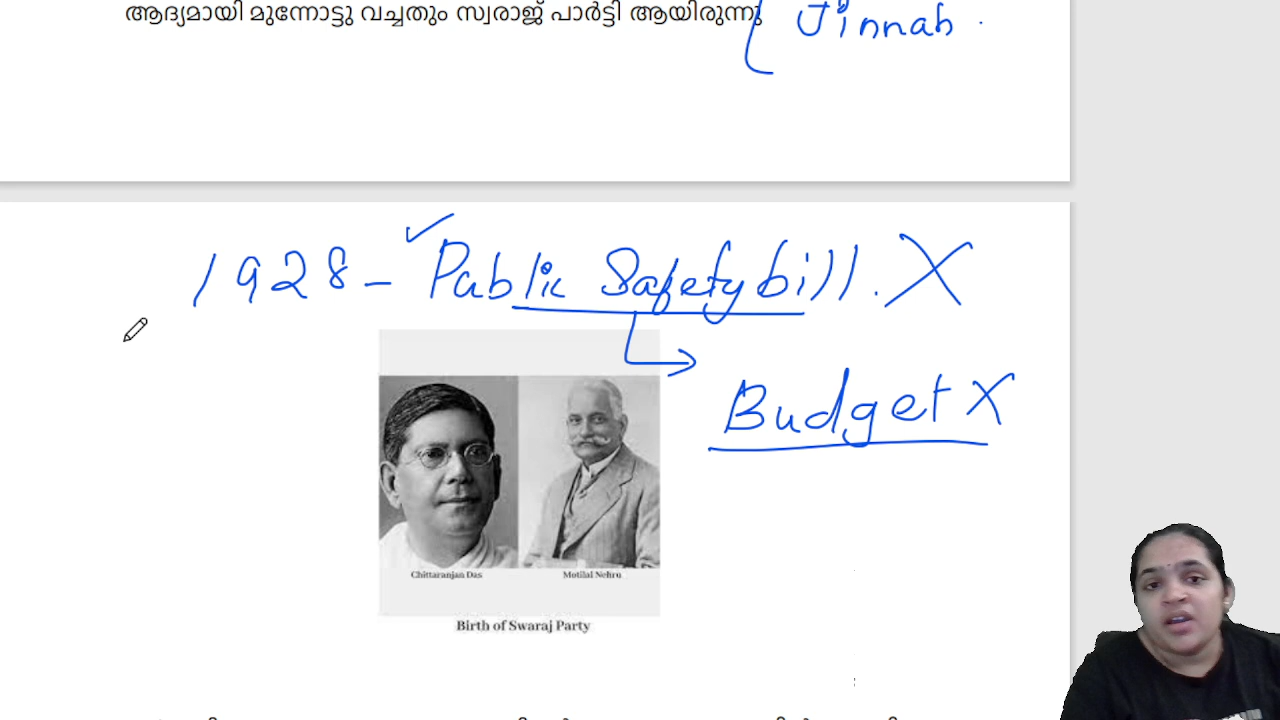 ആദ്യമായി മുന്നോട്ടു വച്ചതും സ്വരാജ് പാർട്ടി ആയിരുന്നു
Jinnah.
1928 - Public Safety bill. X
Budget X
Chittaranjan Das
Motilal Nehru
Birth of Swaraj Party